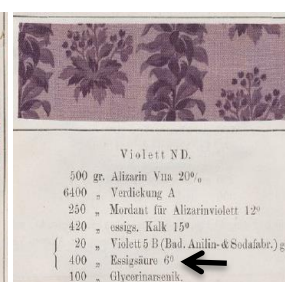 Violett ND.
500 gr. Alizarin Vna 20%
6400 „ Verdickung A
250 „ Mordant für Alizarinviolett 12°
420 „ essigs. Kalk 15°
20 „ Violett 5 B (Bad. Anilin- & Sodafabr.) g
400 „ Essigsäure 6°
100 „ Glycerinarsenik.